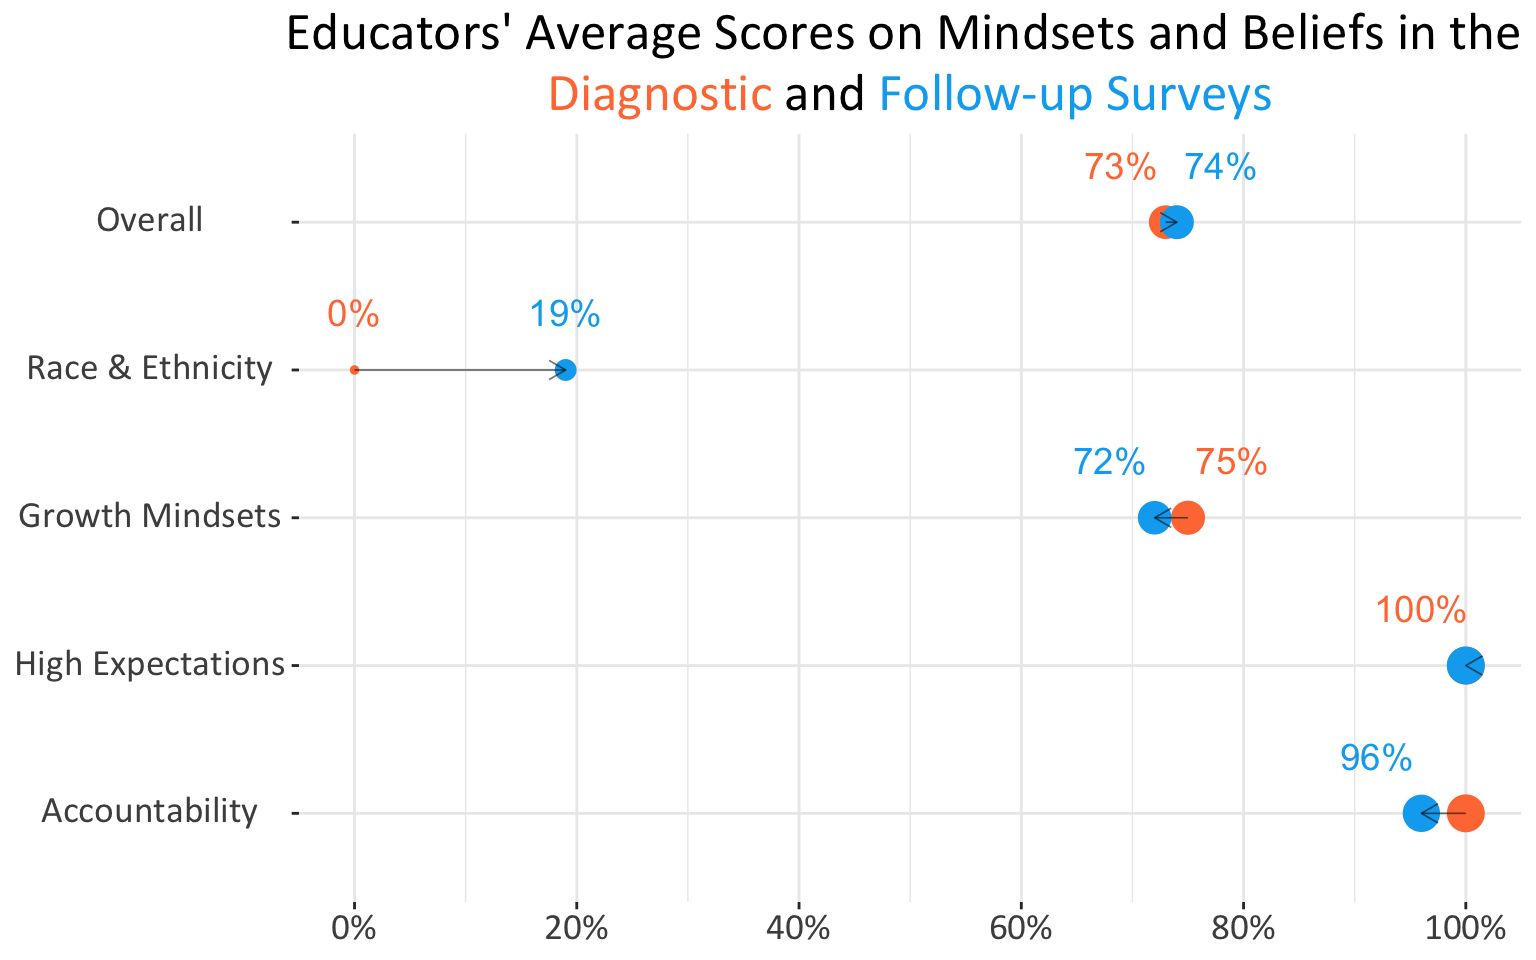 Educators' Average Scores on Mindsets and Beliefs in the
Diagnostic and Follow-up Surveys
73% 74%
Overall
0% 19%
Race & Ethnicity
72% 75%
Growth Mindsets
100%
High Expectations
96%
Accountability
0% 20% 40% 60% 80% 100%